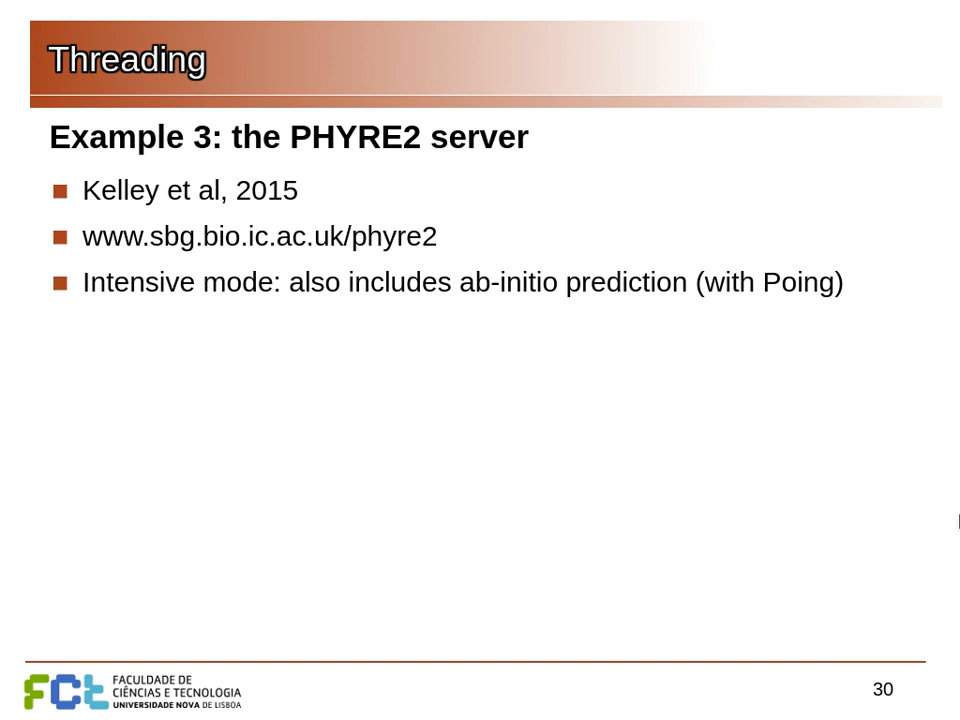 Threading
Example 3: the PHYRE2 server
Kelley et al, 2015
www.sbg.bio.ic.ac.uk/phyre2
Intensive mode: also includes ab-initio prediction (with Poing)
FCt
FACULDADE DE
CIÊNCIAS E TECNOLOGIA
UNIVERSIDADE NOVA DE LISBOA
30